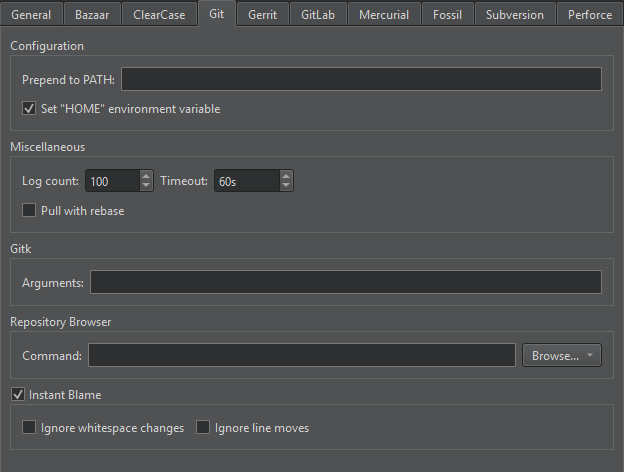 General Bazaar ClearCase Git Gerrit GitLab Mercurial Fossil Subversion Perforce
Configuration
Prepend to PATH:
Set "HOME" environment variable
Miscellaneous
Log count: 100 Timeout: 60s
Pull with rebase
Gitk
Arguments:
Repository Browser
Command: Browse...
Instant Blame
Ignore whitespace changes Ignore line moves